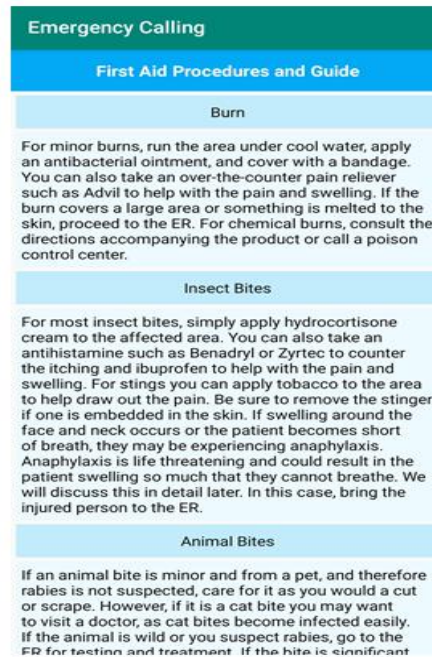 Emergency Calling
First Aid Procedures and Guide
Burn
For minor burns, run the area under cool water, apply
an antibacterial ointment, and cover with a bandage.
You can also take an over-the-counter pain reliever
such as Advil to help with the pain and swelling. If the
burn covers a large area or something is melted to the
skin, proceed to the ER. For chemical burns, consult the
directions accompanying the product or call a poison
control center.
Insect Bites
For most insect bites, simply apply hydrocortisone
cream to the affected area. You can also take an
antihistamine such as Benadryl or Zyrtec to counter
the itching and ibuprofen to help with the pain and
swelling. For stings you can apply tobacco to the area
to help draw out the pain. Be sure to remove the stinger
if one is embedded in the skin. If swelling around the
face and neck occurs or the patient becomes short
of breath, they may be experiencing anaphylaxis.
Anaphylaxis is life threatening and could result in the
patient swelling so much that they cannot breathe. We
will discuss this in detail later. In this case, bring the
injured person to the ER.
Animal Bites
If an animal bite is minor and from a pet, and therefore
rabies is not suspected, care for it as you would a cut
or scrape. However, if it is a cat bite you may want
to visit a doctor, as cat bites become infected easily.
If the animal is wild or you suspect rabies, go to the
ER for testing and treatment. If the bite is significant